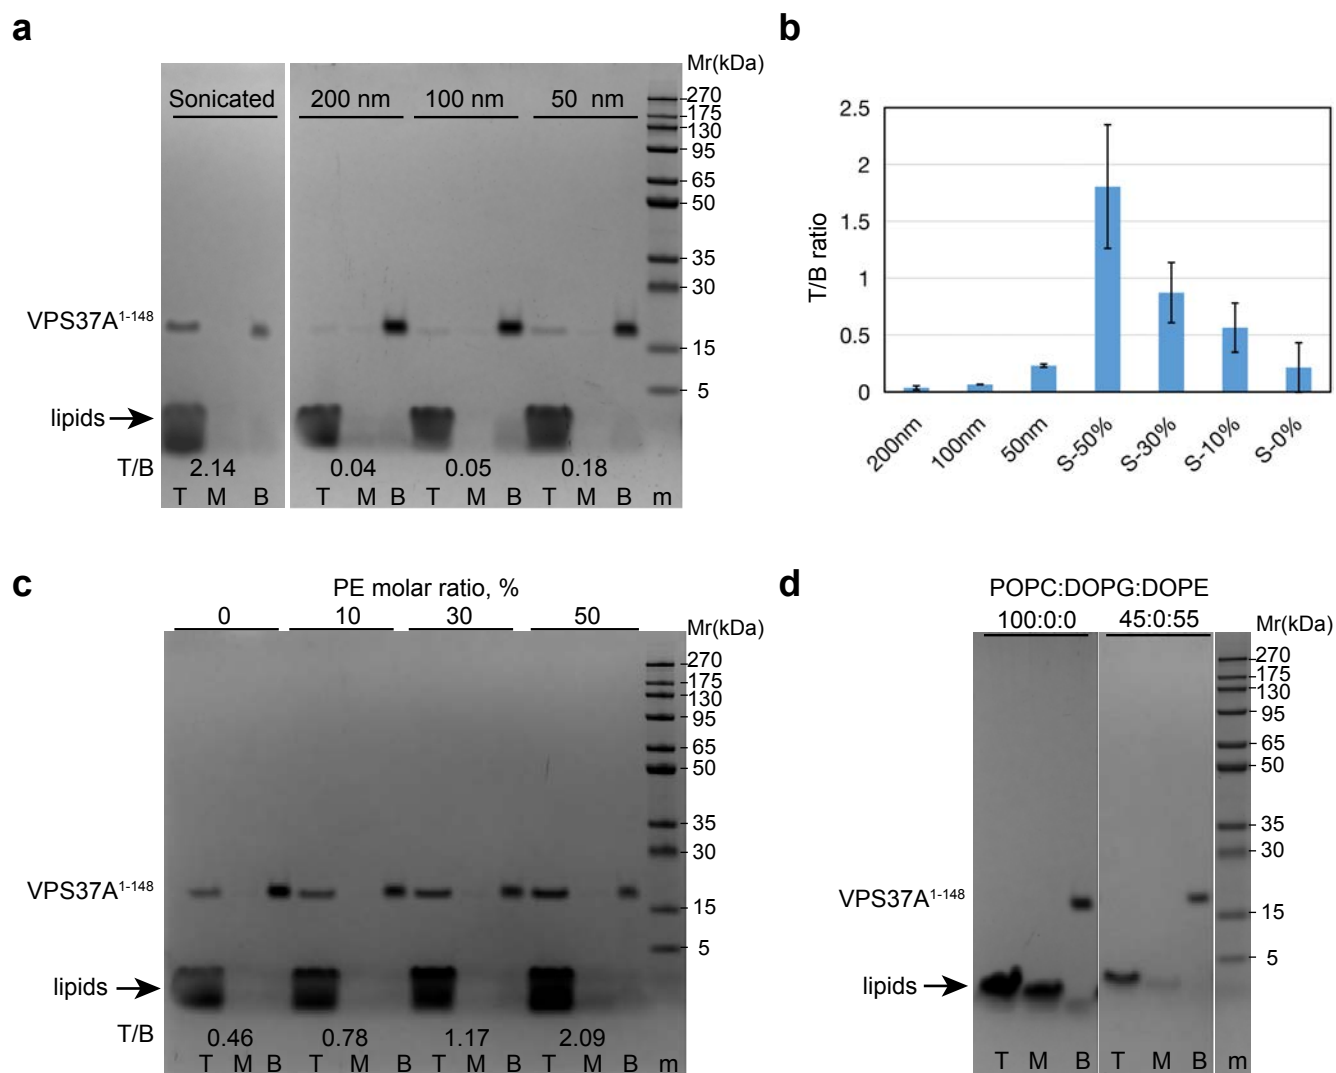 a
Sonicated 200 nm 100 nm 50 nm Mr(kDa)
270
175
130
95
65
50
35
30
VPS37A1-148
15
5
lipids
T/B 2.14 0.04 0.05 0.18
T M B T M B T M B T M B m
b
2.5
2
1.5
1
0.5
0
T/B ratio
200nm 100nm 50nm S-50% S-30% S-10% S-0%
c
PE molar ratio, %
0 10 30 50 Mr(kDa)
270
175
130
95
65
50
35
30
VPS37A1-148
15
5
lipids
T/B 0.46 0.78 1.17 2.09
T M B T M B T M B T M B m
d
POPC:DOPG:DOPE
100:0:0 45:0:55 Mr(kDa)
270
175
130
95
65
50
35
30
VPS37A1-148
15
5
lipids
T M B T M B m